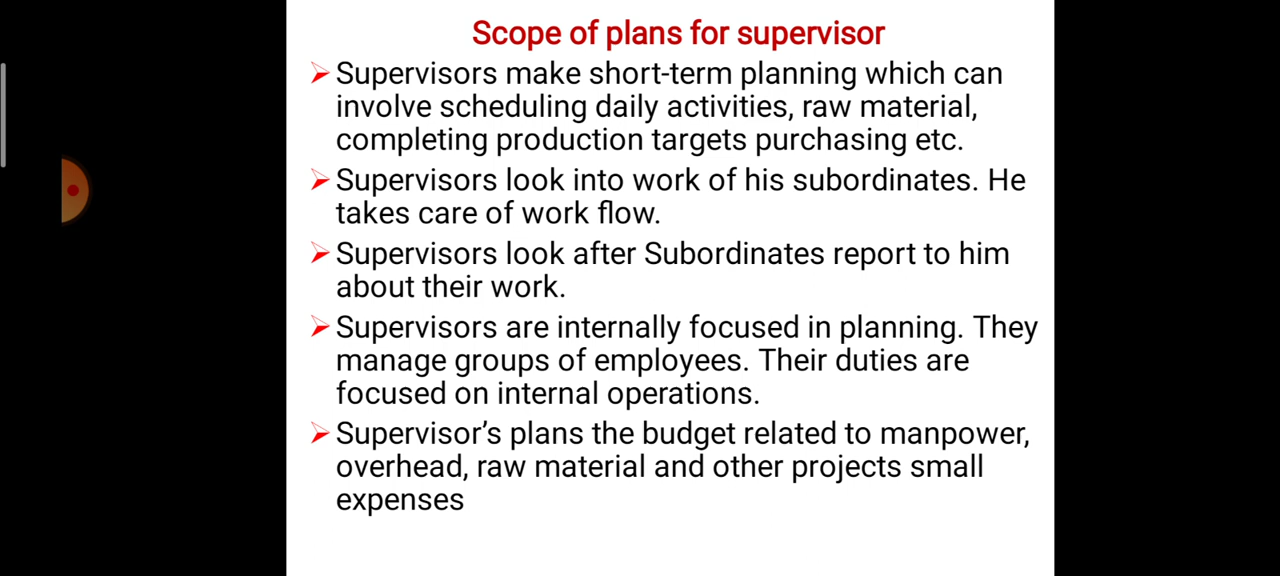 Scope of plans for supervisor
Supervisors make short-term planning which can
involve scheduling daily activities, raw material,
completing production targets purchasing etc.
Supervisors look into work of his subordinates. He
takes care of work flow.
Supervisors look after Subordinates report to him
about their work.
Supervisors are internally focused in planning. They
manage groups of employees. Their duties are
focused on internal operations.
Supervisor’s plans the budget related to manpower,
overhead, raw material and other projects small
expenses